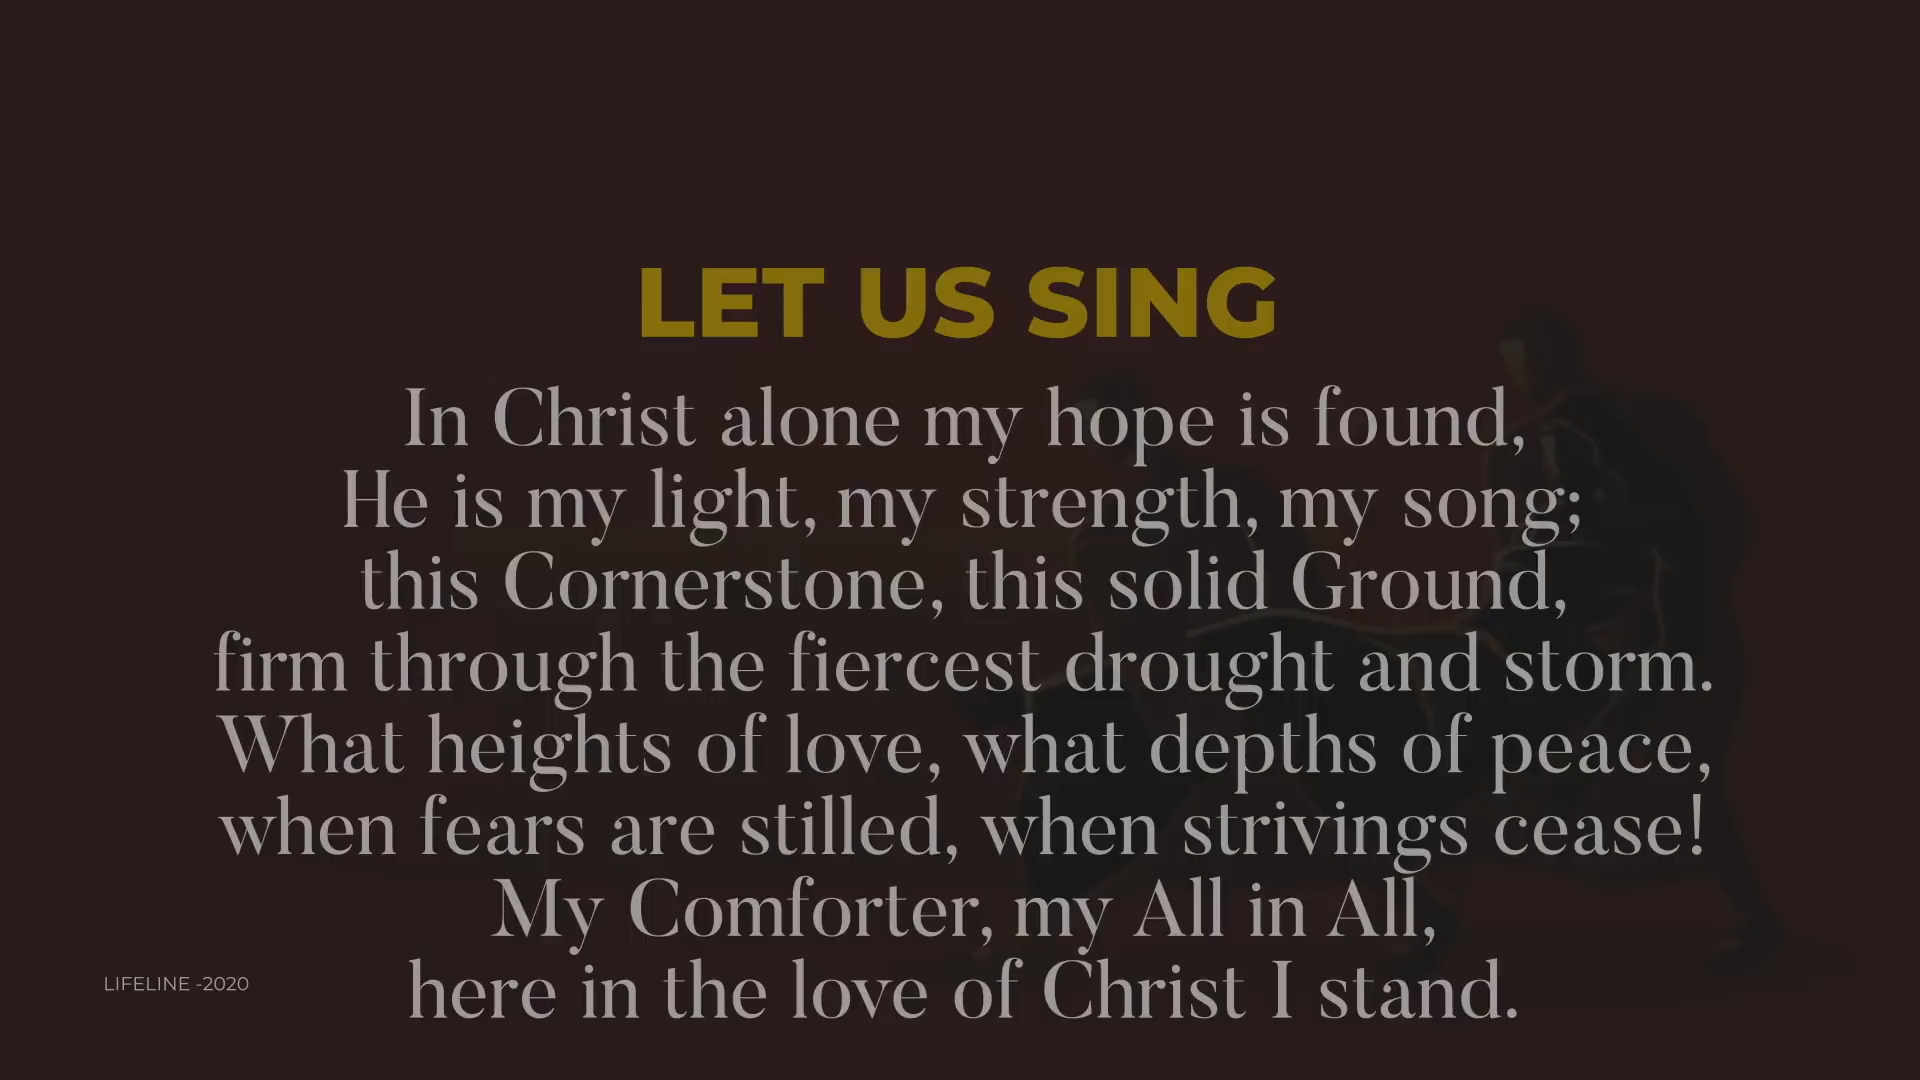 LET US SING
In Christ alone my hope is found,
He is my light, my strength, my song;
this Cornerstone, this solid Ground,
firm through the fiercest drought and storm.
What heights of love, what depths of peace,
when fears are stilled, when strivings cease!
My Comforter, my All in All,
here in the love of Christ I stand.
LIFELINE -2020